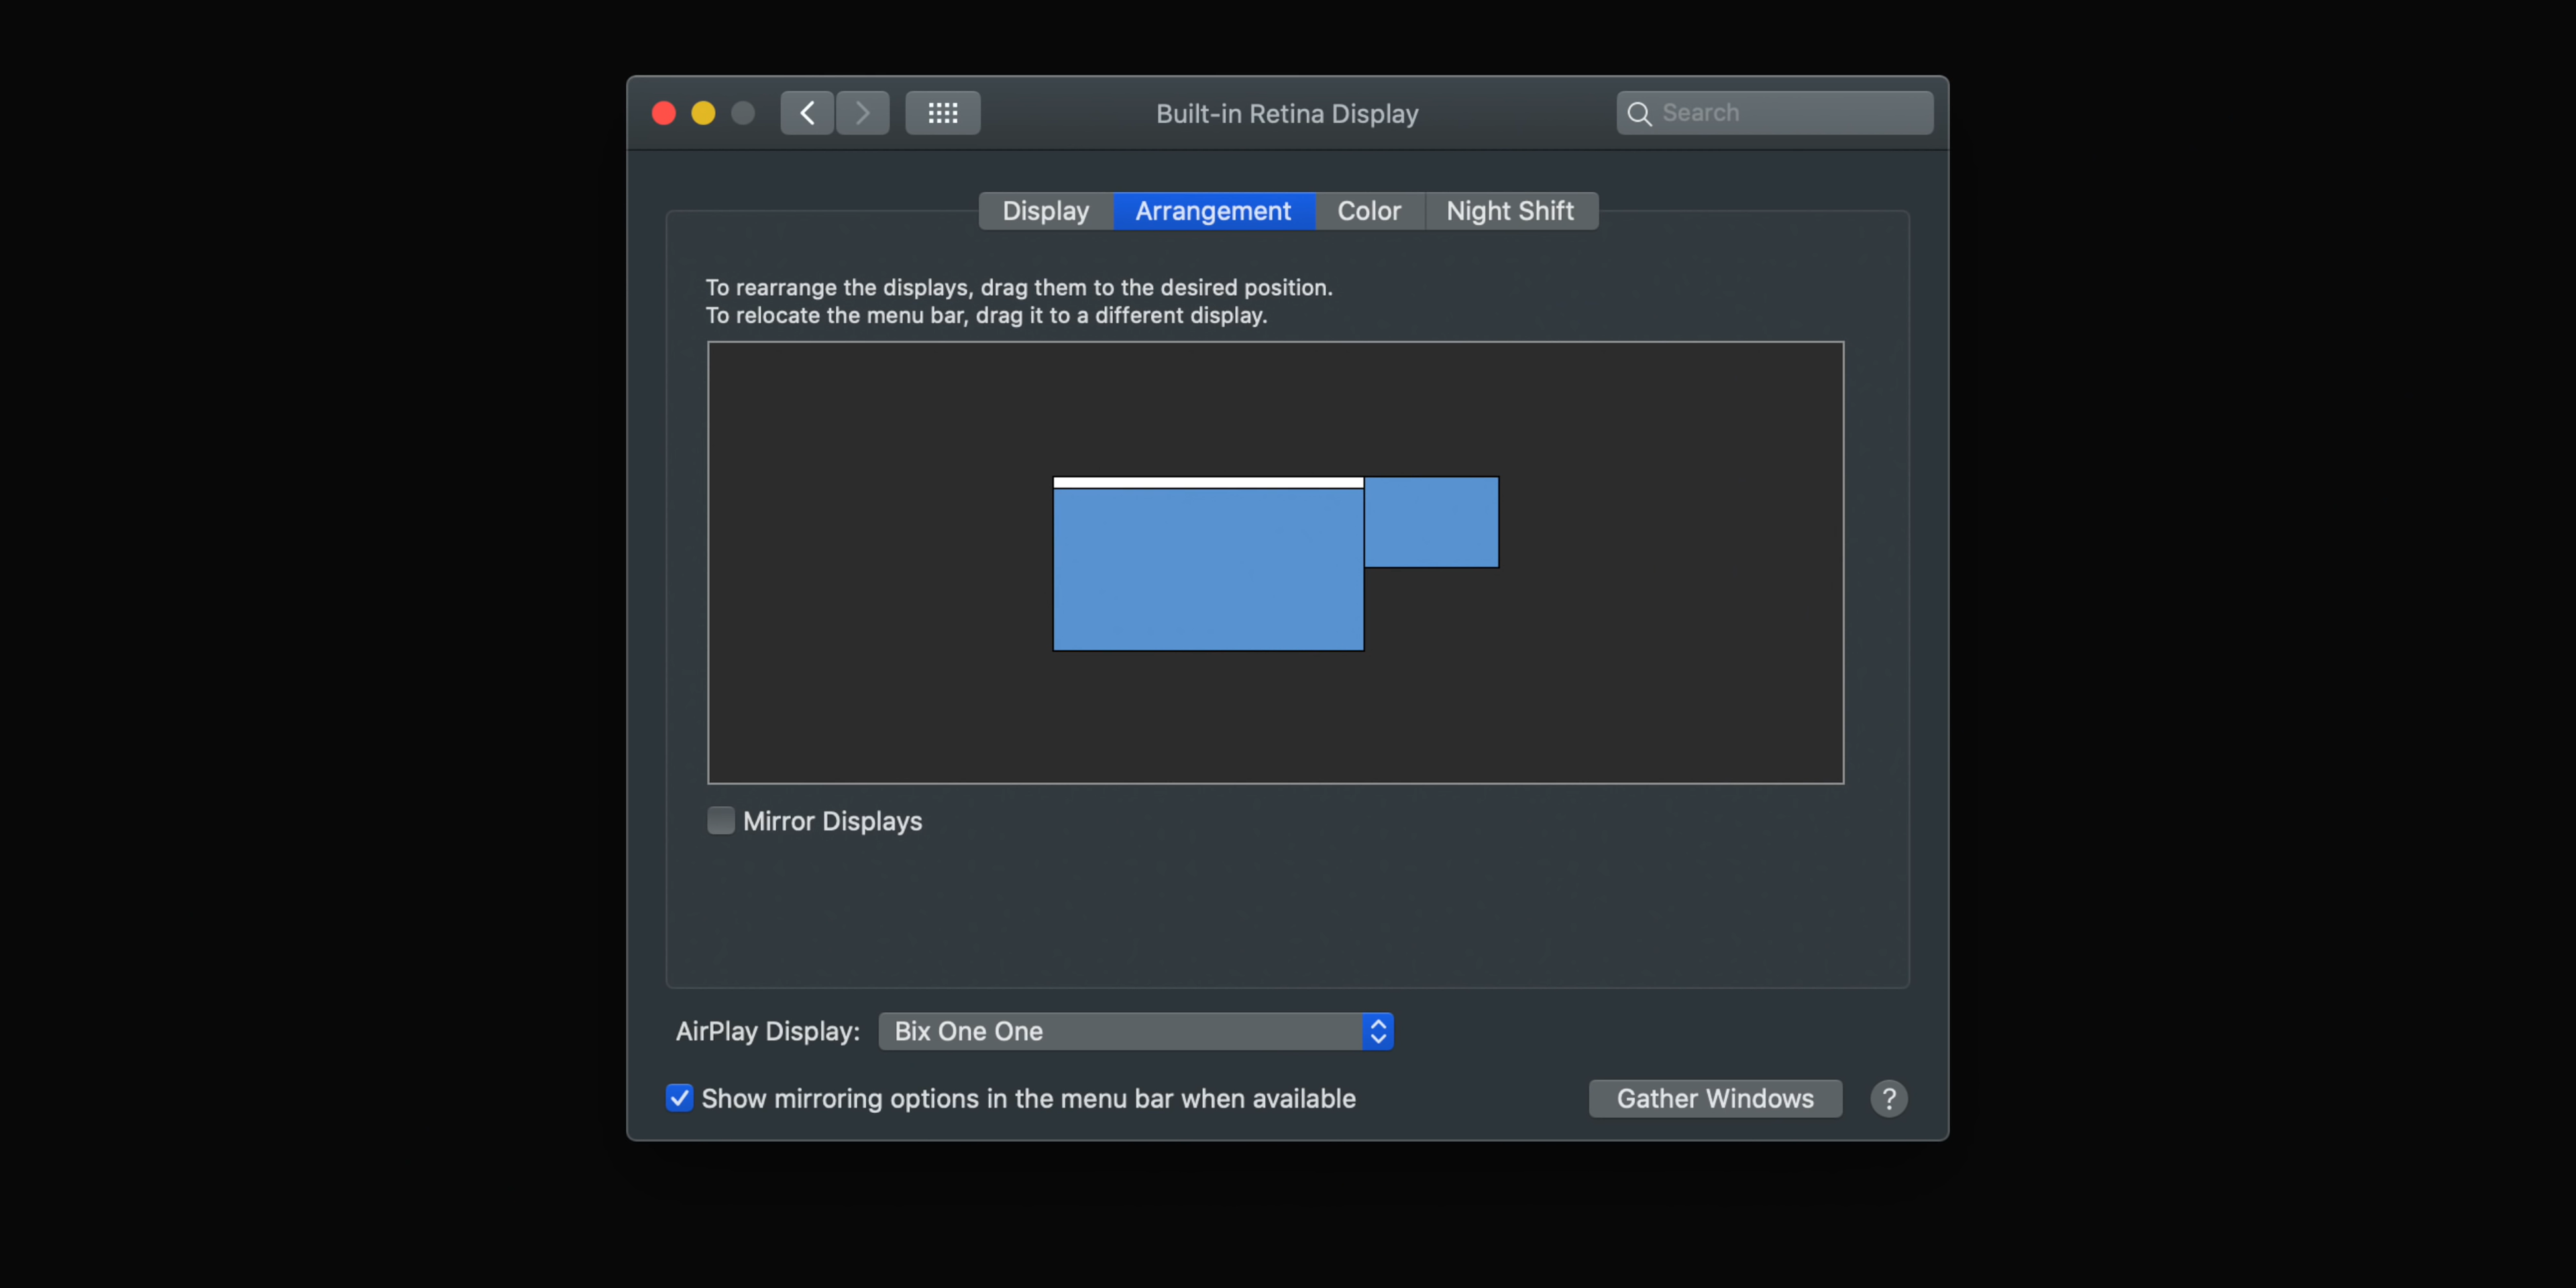 Built-in Retina Display
Search
Display
Arrangement
Color
Night Shift
To rearrange the displays, drag them to the desired position.
To relocate the menu bar, drag it to a different display.
Mirror Displays
AirPlay Display:
Bix One One
Show mirroring options in the menu bar when available
Gather Windows
?